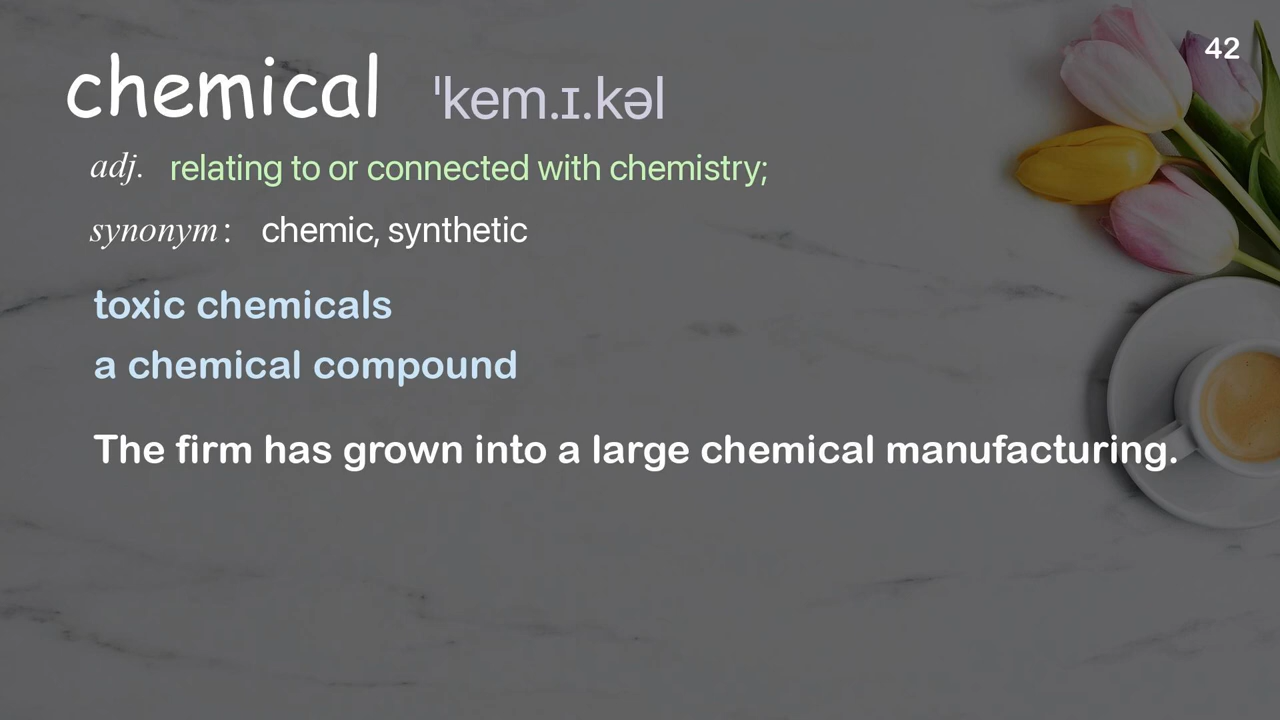 42
chemical ˈkem.ɪ.kəl
adj. relating to or connected with chemistry;
synonym : chemic, synthetic
toxic chemicals
a chemical compound
The firm has grown into a large chemical manufacturing.